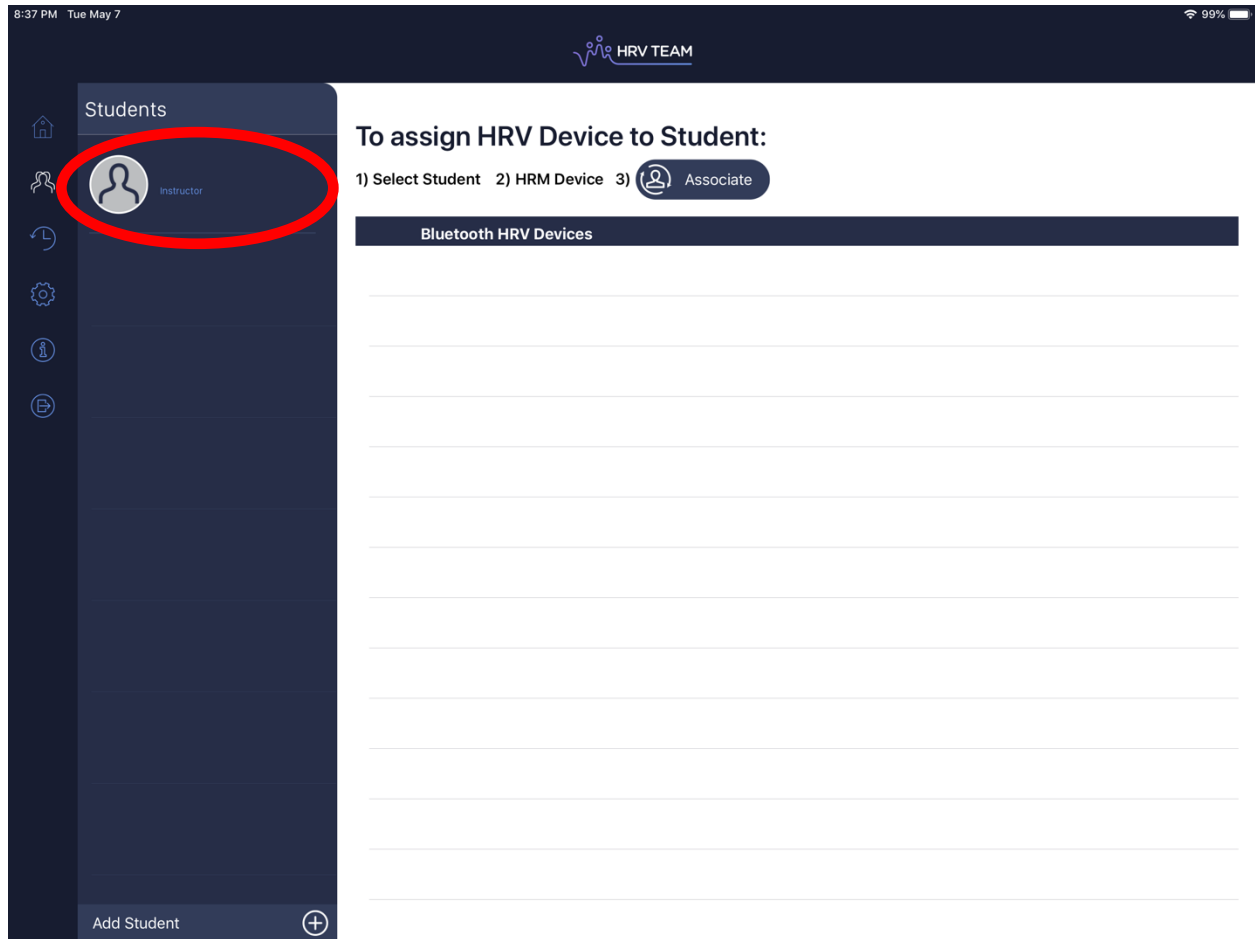 8:37 PM Tue May 7
99%
HRV TEAM
Students
Instructor
To assign HRV Device to Student:
1) Select Student 2) HRM Device 3) Associate
Bluetooth HRV Devices
Add Student